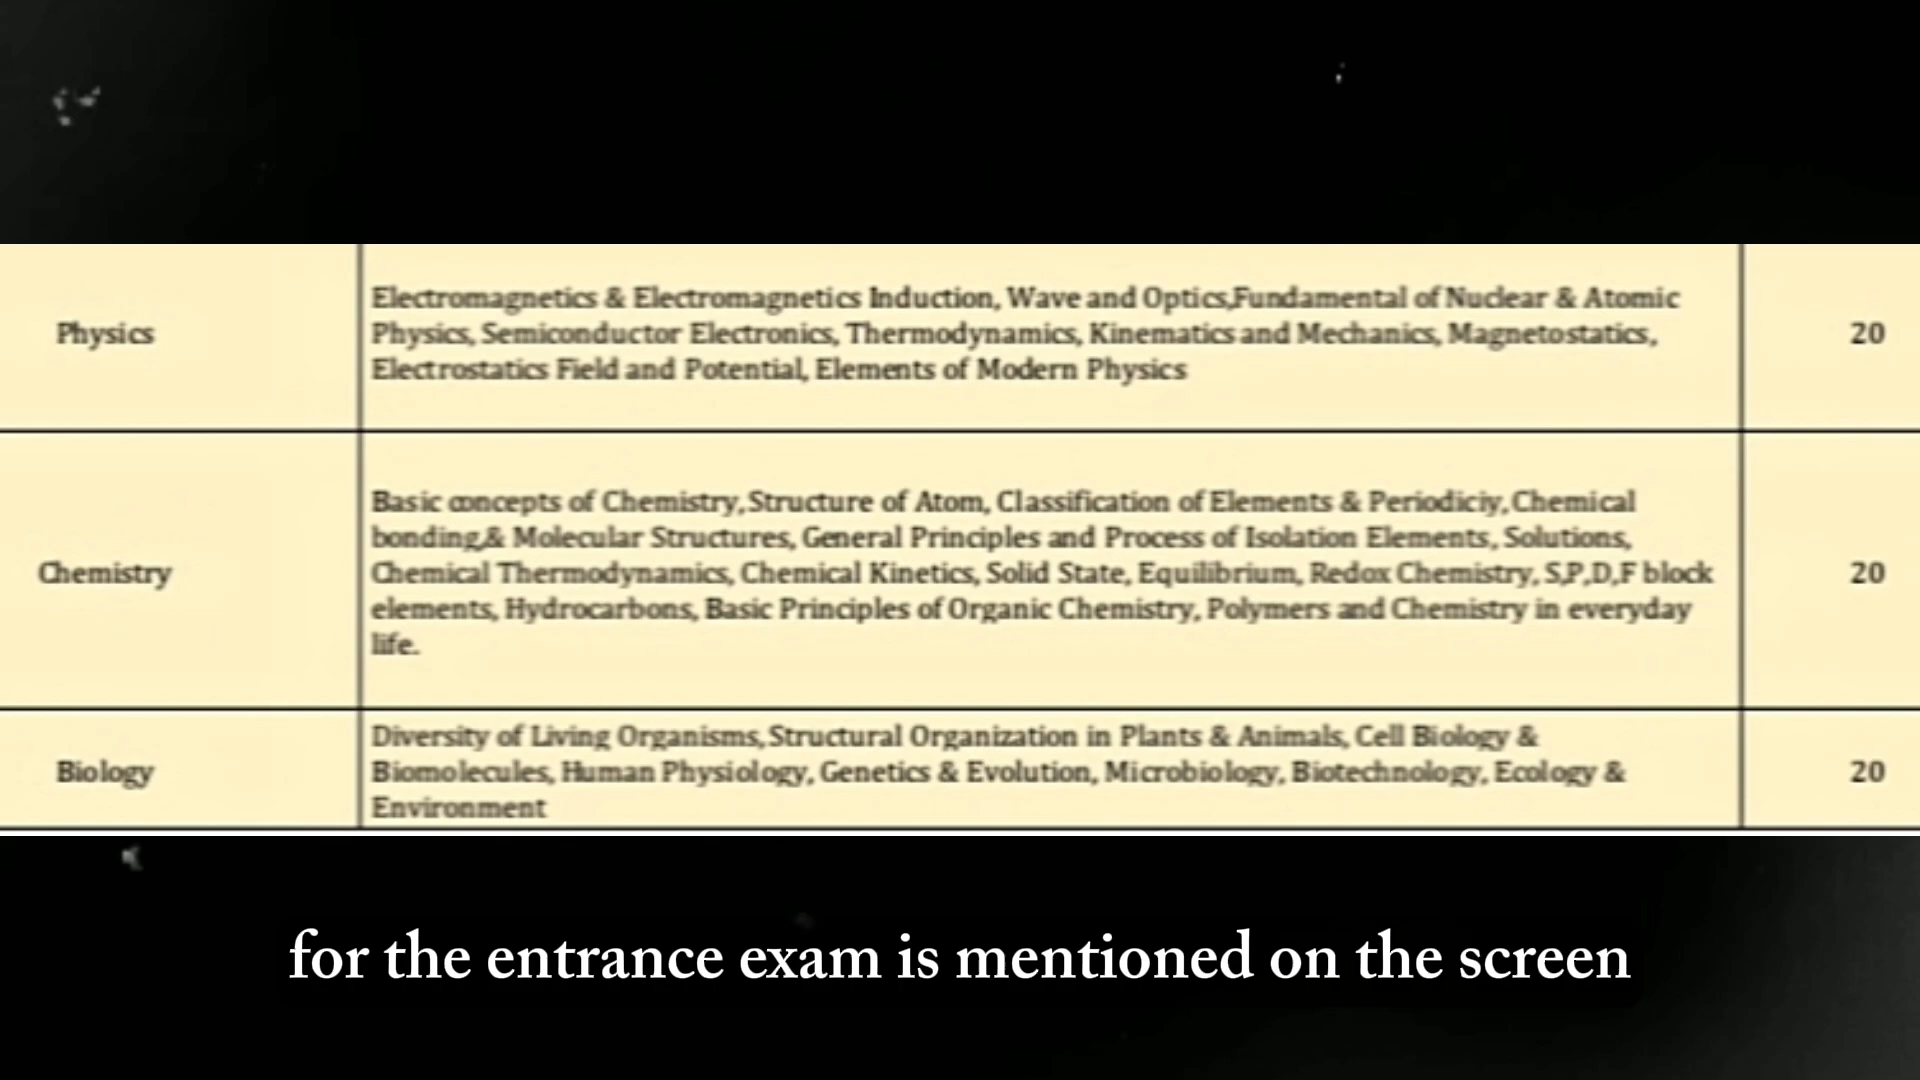 Physics
Electromagnetics & Electromagnetics Induction, Wave and Optics,Fundamental of Nuclear & Atomic
Physics, Semiconductor Electronics, Thermodynamics, Kinematics and Mechanics, Magnetostatics,
Electrostatics Field and Potential, Elements of Modern Physics
20
Chemistry
Basic concepts of Chemistry, Structure of Atom, Classification of Elements & Periodiciy, Chemical
bonding,& Molecular Structures, General Principles and Process of Isolation Elements, Solutions,
Chemical Thermodynamics, Chemical Kinetics, Solid State, Equilibrium, Redox Chemistry, S,P,D,F block
elements, Hydrocarbons, Basic Principles of Organic Chemistry, Polymers and Chemistry in everyday
life.
20
Biology
Diversity of Living Organisms, Structural Organization in Plants & Animals, Cell Biology &
Biomolecules, Human Physiology, Genetics & Evolution, Microbiology, Biotechnology, Ecology &
Environment
20
for the entrance exam is mentioned on the screen